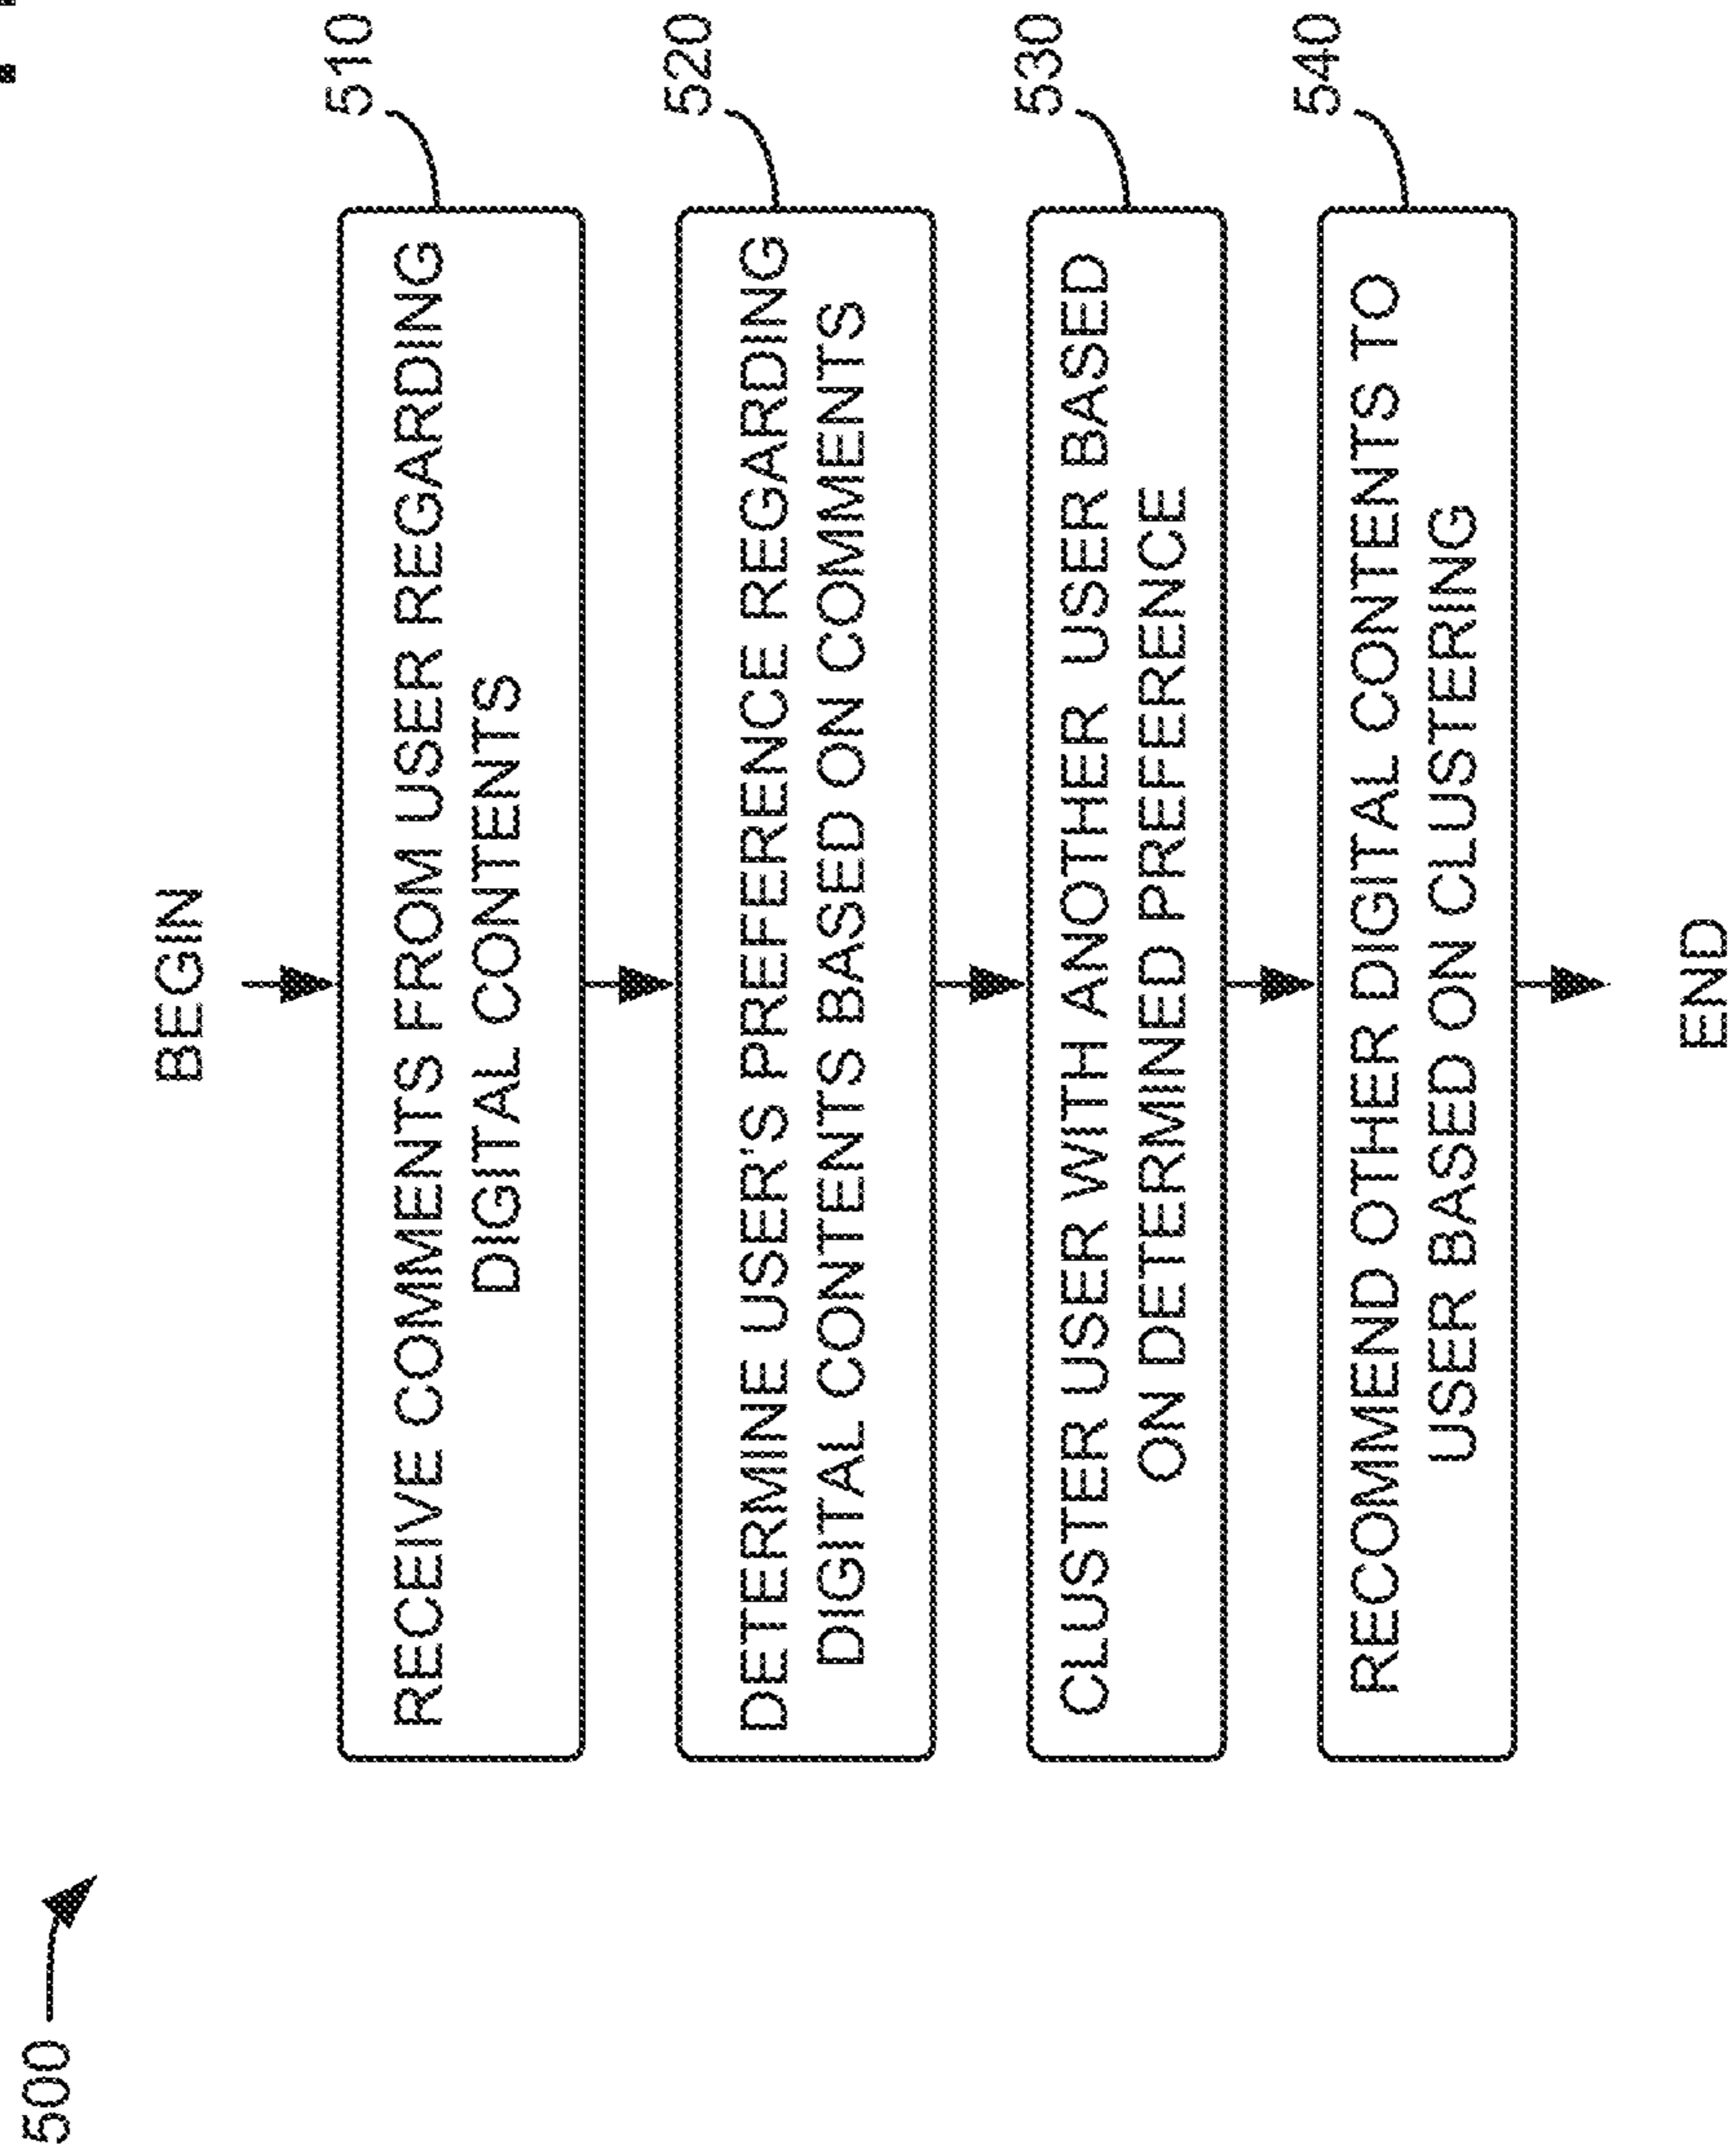 500
BEGIN
510
RECEIVE COMMENTS FROM USER REGARDING
DIGITAL CONTENTS
520
DETERMINE USER'S PREFERENCE REGARDING
DIGITAL CONTENTS BASED ON COMMENTS
530
CLUSTER USER WITH ANOTHER USER BASED
ON DETERMINED PREFERENCE
540
RECOMMEND OTHER DIGITAL CONTENTS TO
USER BASED ON CLUSTERING
END